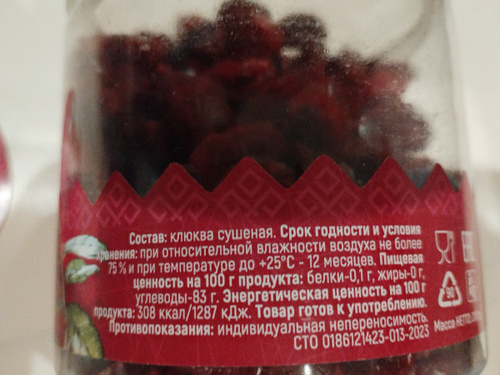 Состав: клюква сушеная. Срок годности и условия
хранения: при относительной влажности воздуха не более
75 % и при температуре до +25°С - 12 месяцев. Пищевая
ценность на 100 г продукта: белки-0,1 г, жиры-0 г,
углеводы-83 г. Энергетическая ценность на 100 г
продукта: 308 ккал/1287 кДж. Товар готов к употреблению.
Противопоказания: индивидуальная непереносимость.
СТО 0186121423-013-2023
Масса НЕТТО,